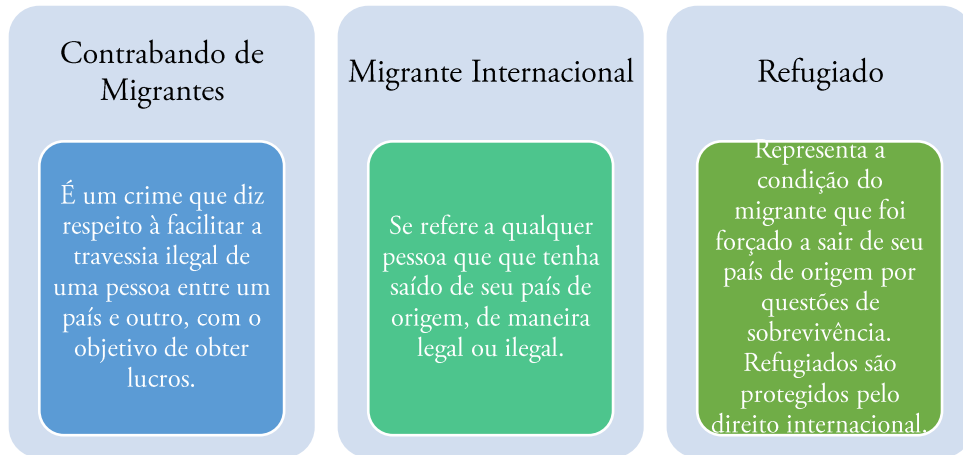 Contrabando de
Migrantes
É um crime que diz
respeito à facilitar a
travessia ilegal de
uma pessoa entre um
país e outro, com o
objetivo de obter
lucros.
Migrante Internacional
Se refere a qualquer
pessoa que que tenha
saído de seu país de
origem, de maneira
legal ou ilegal.
Refugiado
Representa a
condição do
migrante que foi
forçado a sair de seu
país de origem por
questões de
sobrevivência.
Refugiados são
protegidos pelo
direito internacional.